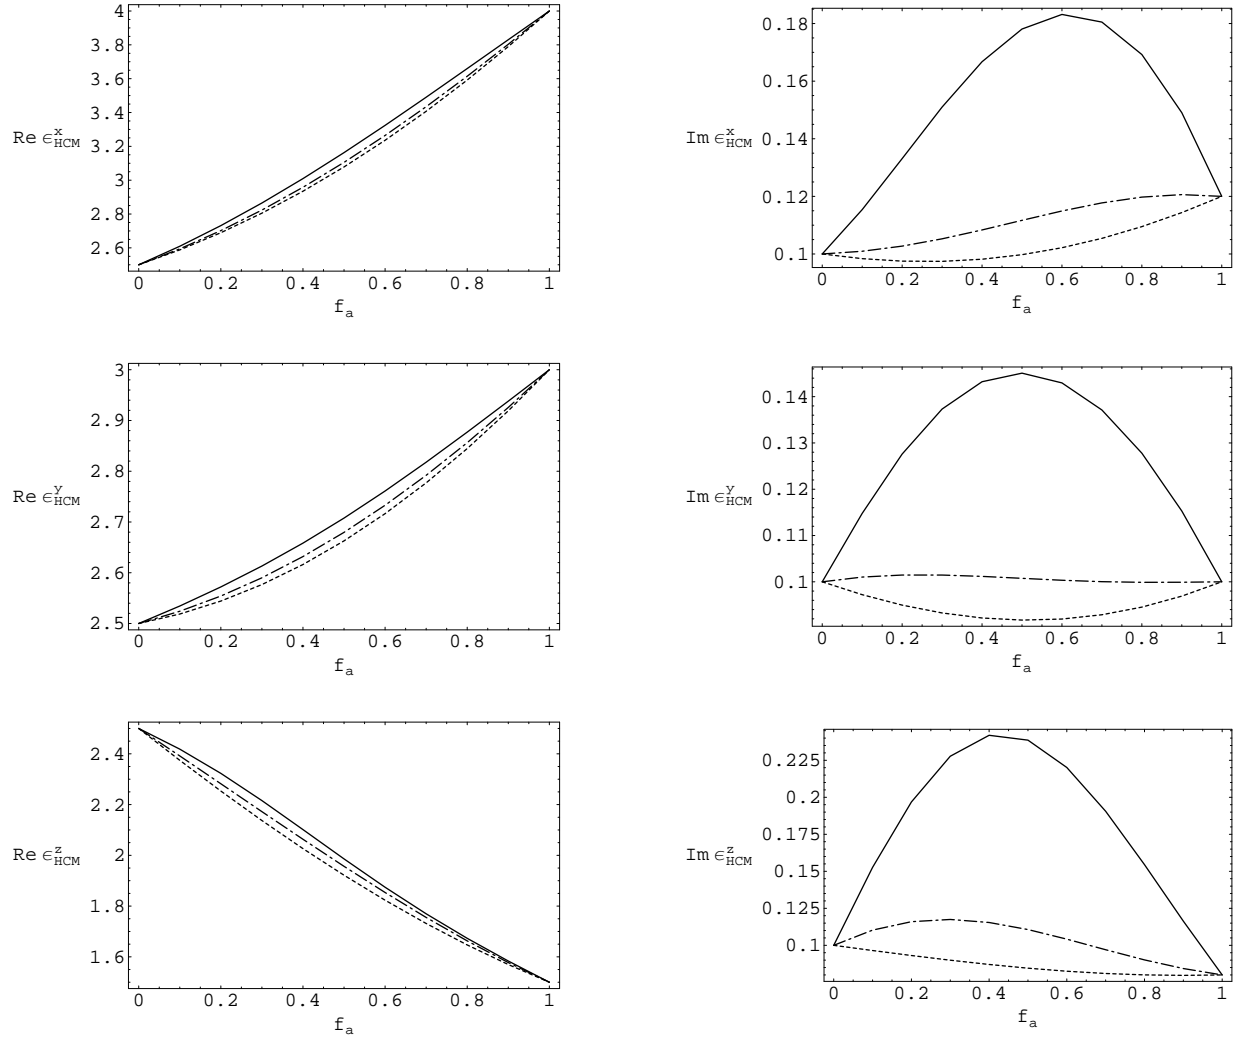 4
3.8
3.6
3.4
Re ϵ^x_HCM
3.2
3
2.8
2.6
0 0.2 0.4 0.6 0.8 1
f_a
0.18
0.16
Im ϵ^x_HCM
0.14
0.12
0.1
0 0.2 0.4 0.6 0.8 1
f_a
3
2.9
2.8
Re ϵ^y_HCM
2.7
2.6
2.5
0 0.2 0.4 0.6 0.8 1
f_a
0.14
0.13
Im ϵ^y_HCM
0.12
0.11
0.1
0 0.2 0.4 0.6 0.8 1
f_a
2.4
2.2
Re ϵ^z_HCM
2
1.8
1.6
0 0.2 0.4 0.6 0.8 1
f_a
0.225
0.2
0.175
Im ϵ^z_HCM
0.15
0.125
0.1
0 0.2 0.4 0.6 0.8 1
f_a